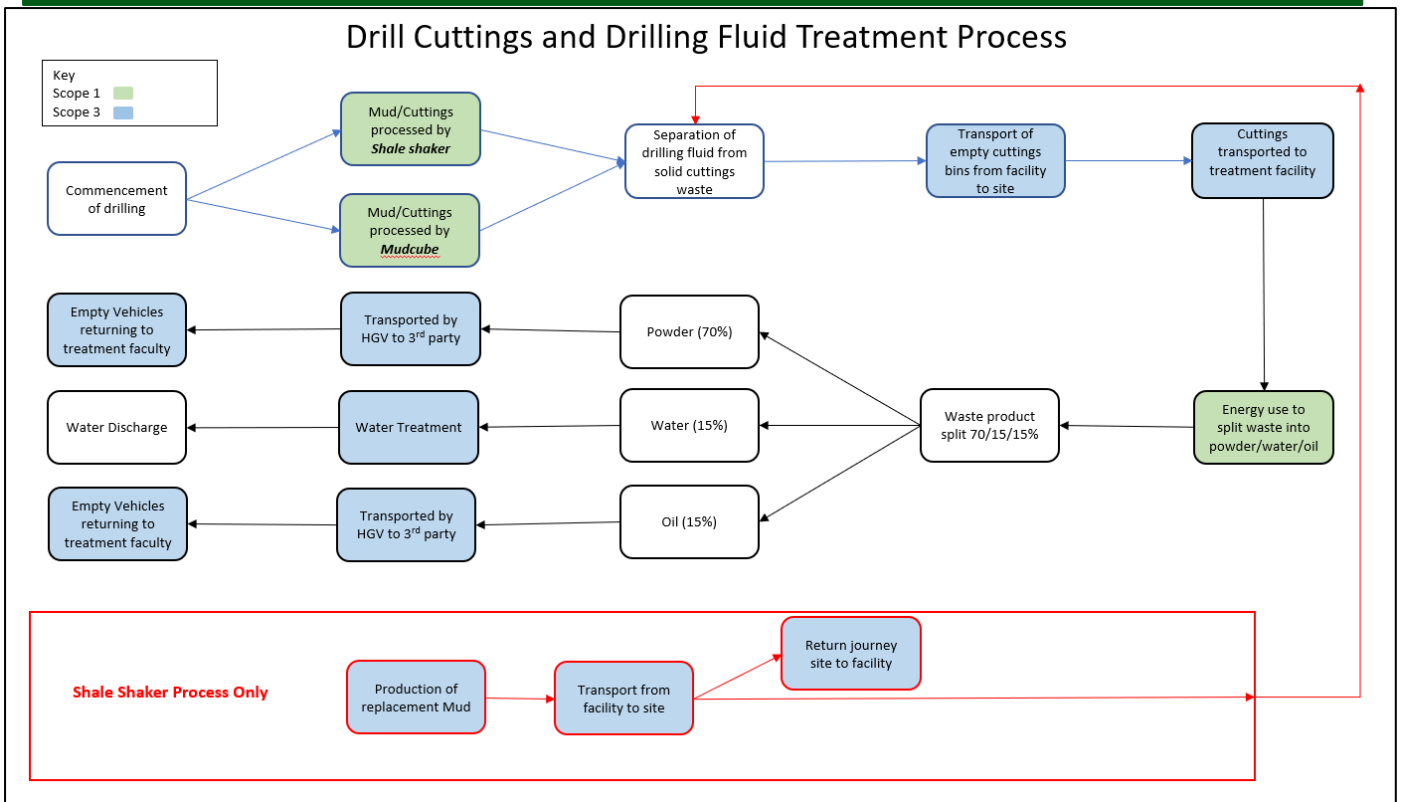 Drill Cuttings and Drilling Fluid Treatment Process
Key
Scope 1
Scope 3
Commencement
of drilling
Mud/Cuttings
processed by
Shale shaker
Mud/Cuttings
processed by
Mudcube
Separation of
drilling fluid from
solid cuttings
waste
Transport of
empty cuttings
bins from facility
to site
Cuttings
transported to
treatment facility
Empty Vehicles
returning to
treatment faculty
Transported by
HGV to 3rd party
Powder (70%)
Water Discharge
Water Treatment
Water (15%)
Waste product
split 70/15/15%
Energy use to
split waste into
powder/water/oil
Empty Vehicles
returning to
treatment faculty
Transported by
HGV to 3rd party
Oil (15%)
Shale Shaker Process Only
Production of
replacement Mud
Transport from
facility to site
Return journey
site to facility